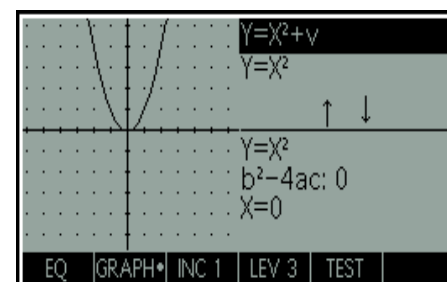 Y=X²+v
Y=X²
↑ ↓
Y=X²
b²-4ac: 0
X=0
EQ GRAPH• INC 1 LEV 3 TEST